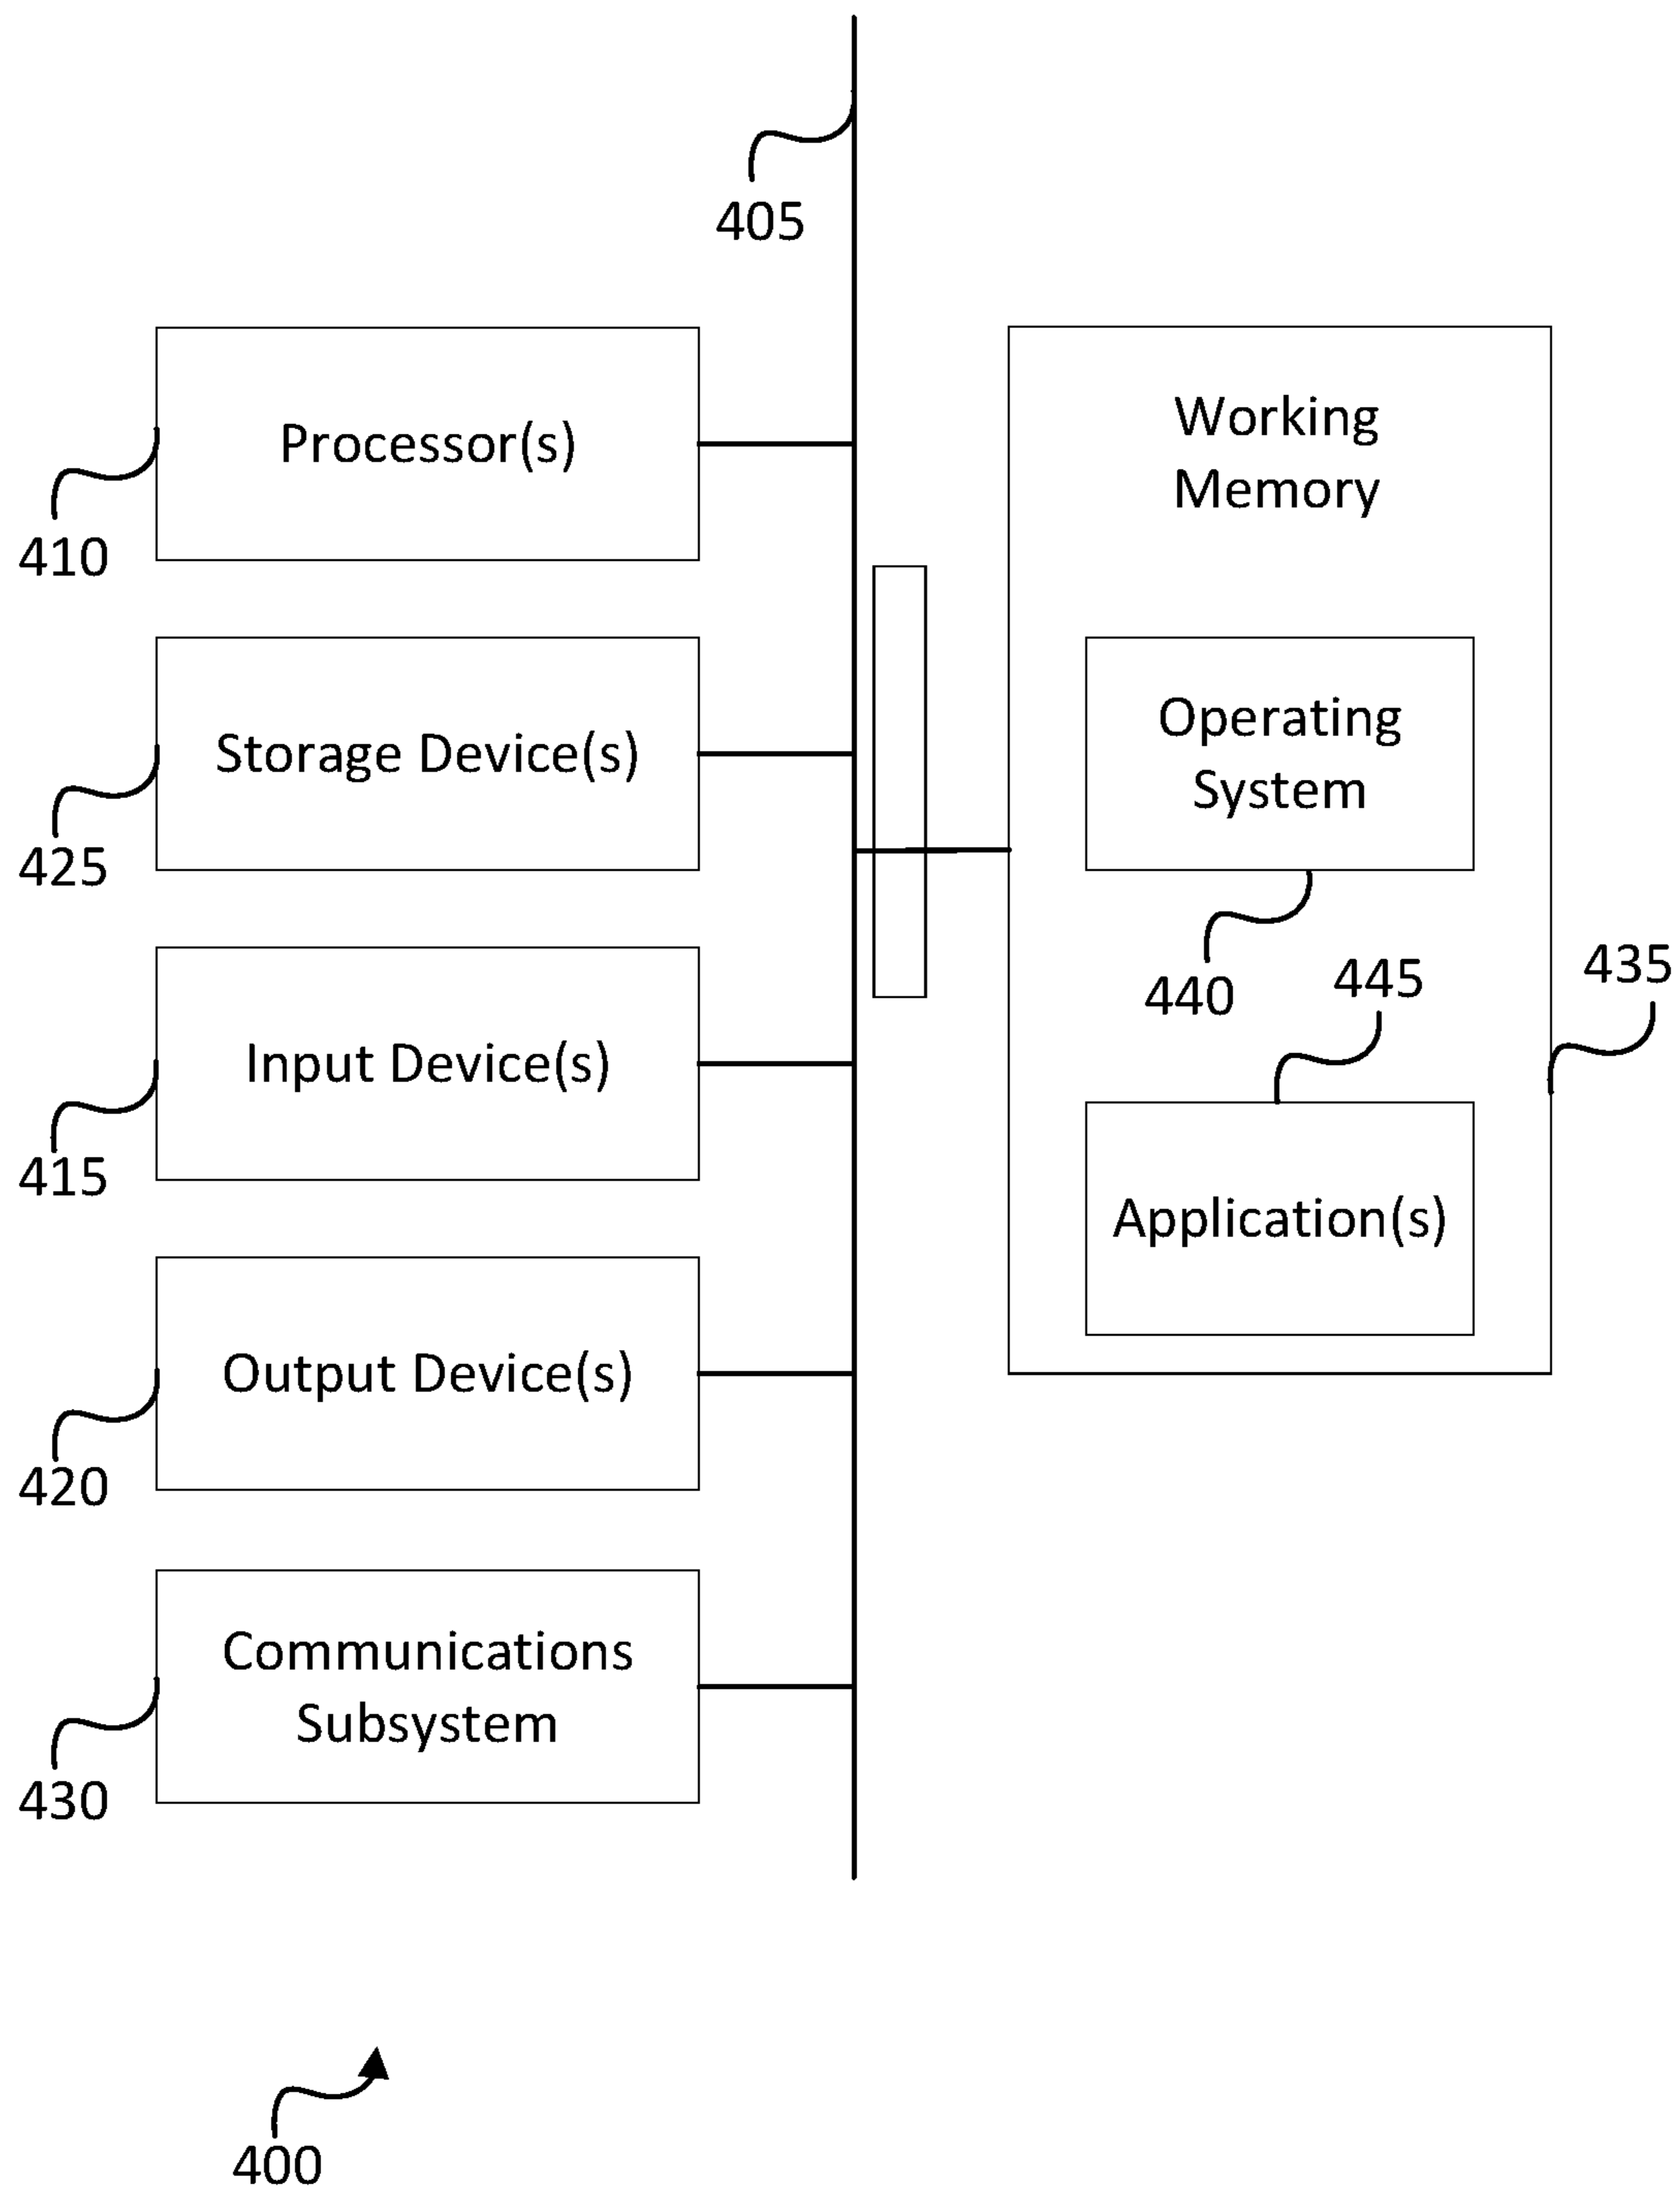 405
Processor(s)
410
Storage Device(s)
425
Input Device(s)
415
Output Device(s)
420
Communications
Subsystem
430
Working
Memory
Operating
System
440
445
435
Application(s)
400